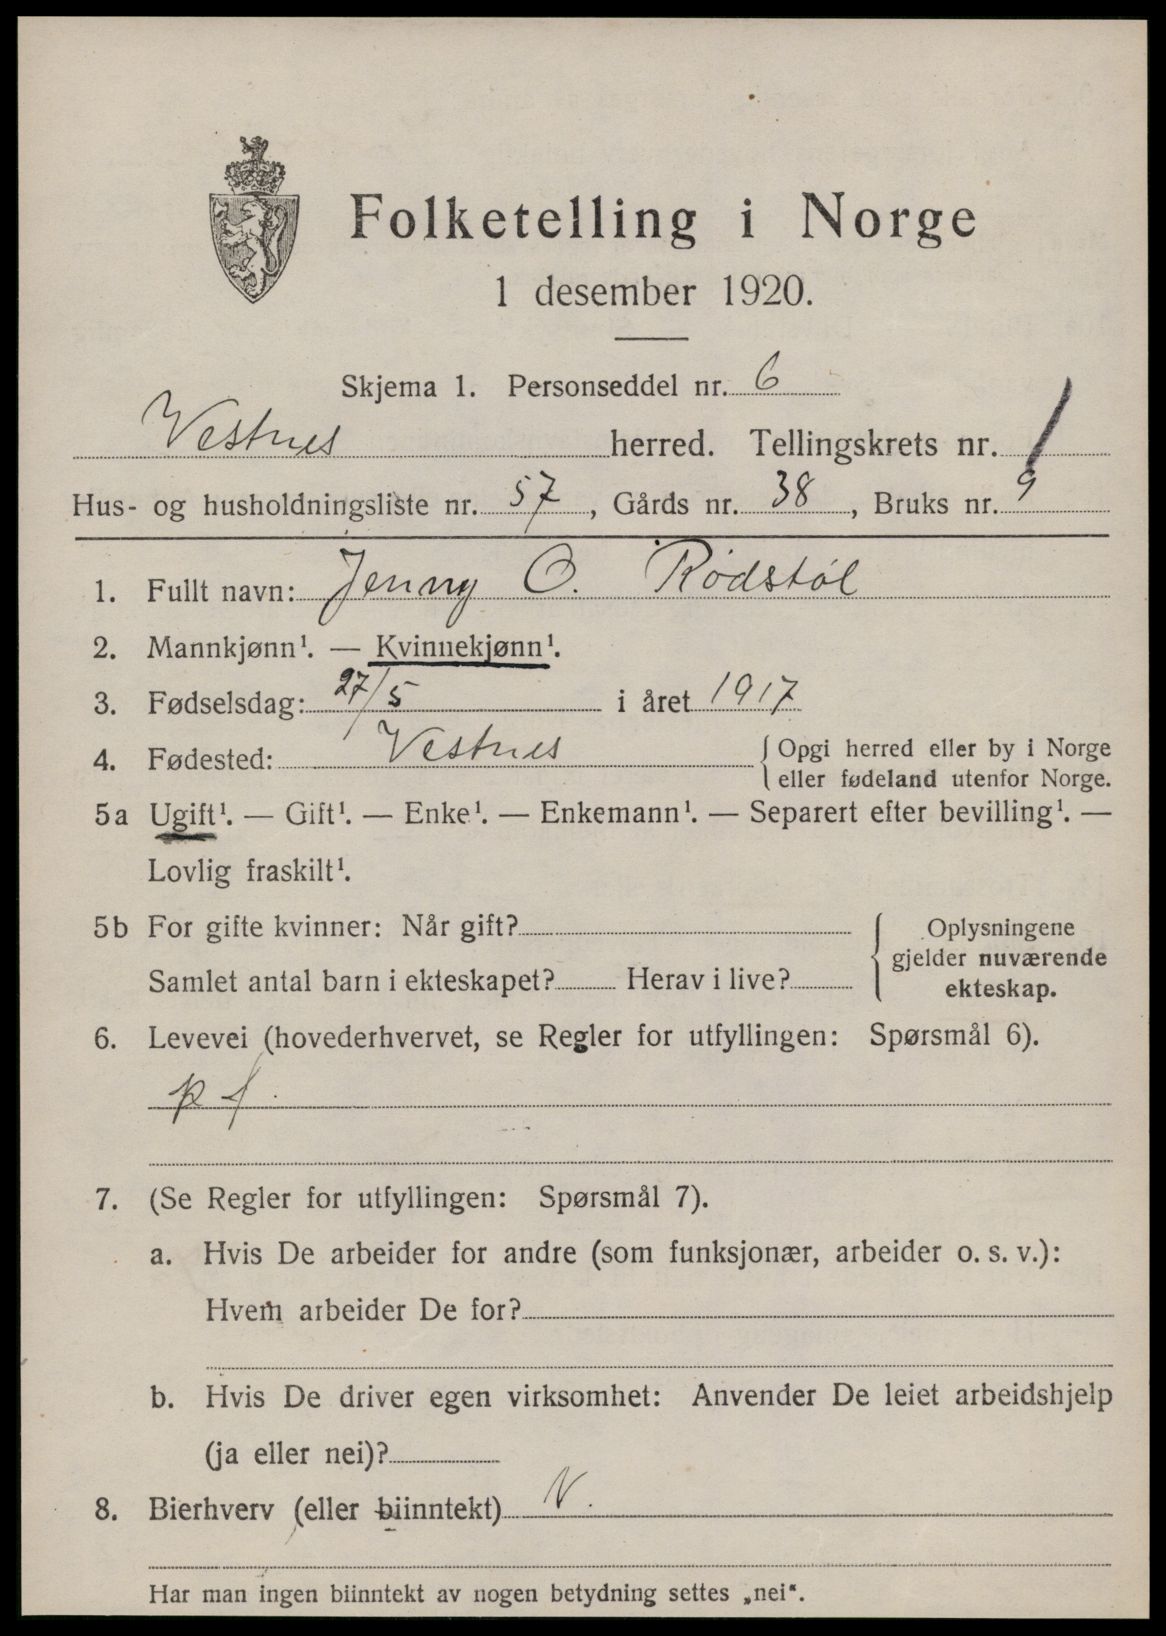 Folketelling i Norge
1 desember 1920.
Skjema 1. Personseddel nr. 6
Vestnes herred. Tellingskrets nr. 1
Hus- og husholdningsliste nr. 57, Gårds nr. 38, Bruks nr. 9
1. Fullt navn: Jenny O. Rødstøl
2. Mannkjønn¹. — Kvinnekjønn¹.
3. Fødselsdag: 27/5 i året 1917
4. Fødested: Vestnes { Opgi herred eller by i Norge
eller fødeland utenfor Norge.
5a Ugift¹. — Gift¹. — Enke¹. — Enkemann¹. — Separert efter bevilling¹. —
Lovlig fraskilt¹.
5b For gifte kvinner: Når gift?
Samlet antal barn i ekteskapet? Herav i live?
{ Oplysningene
gjelder nuværende
ekteskap.
6. Levevei (hovederhvervet, se Regler for utfyllingen: Spørsmål 6).
p f.
7. (Se Regler for utfyllingen: Spørsmål 7).
a. Hvis De arbeider for andre (som funksjonær, arbeider o. s. v.):
Hvem arbeider De for?
b. Hvis De driver egen virksomhet: Anvender De leiet arbeidshjelp
(ja eller nei)?
8. Bierhverv (eller biinntekt) N.
Har man ingen biinntekt av nogen betydning settes „nei“.